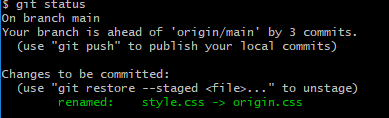 $ git status
On branch main
Your branch is ahead of 'origin/main' by 3 commits.
  (use "git push" to publish your local commits)

Changes to be committed:
  (use "git restore --staged <file>..." to unstage)
        renamed:    style.css -> origin.css